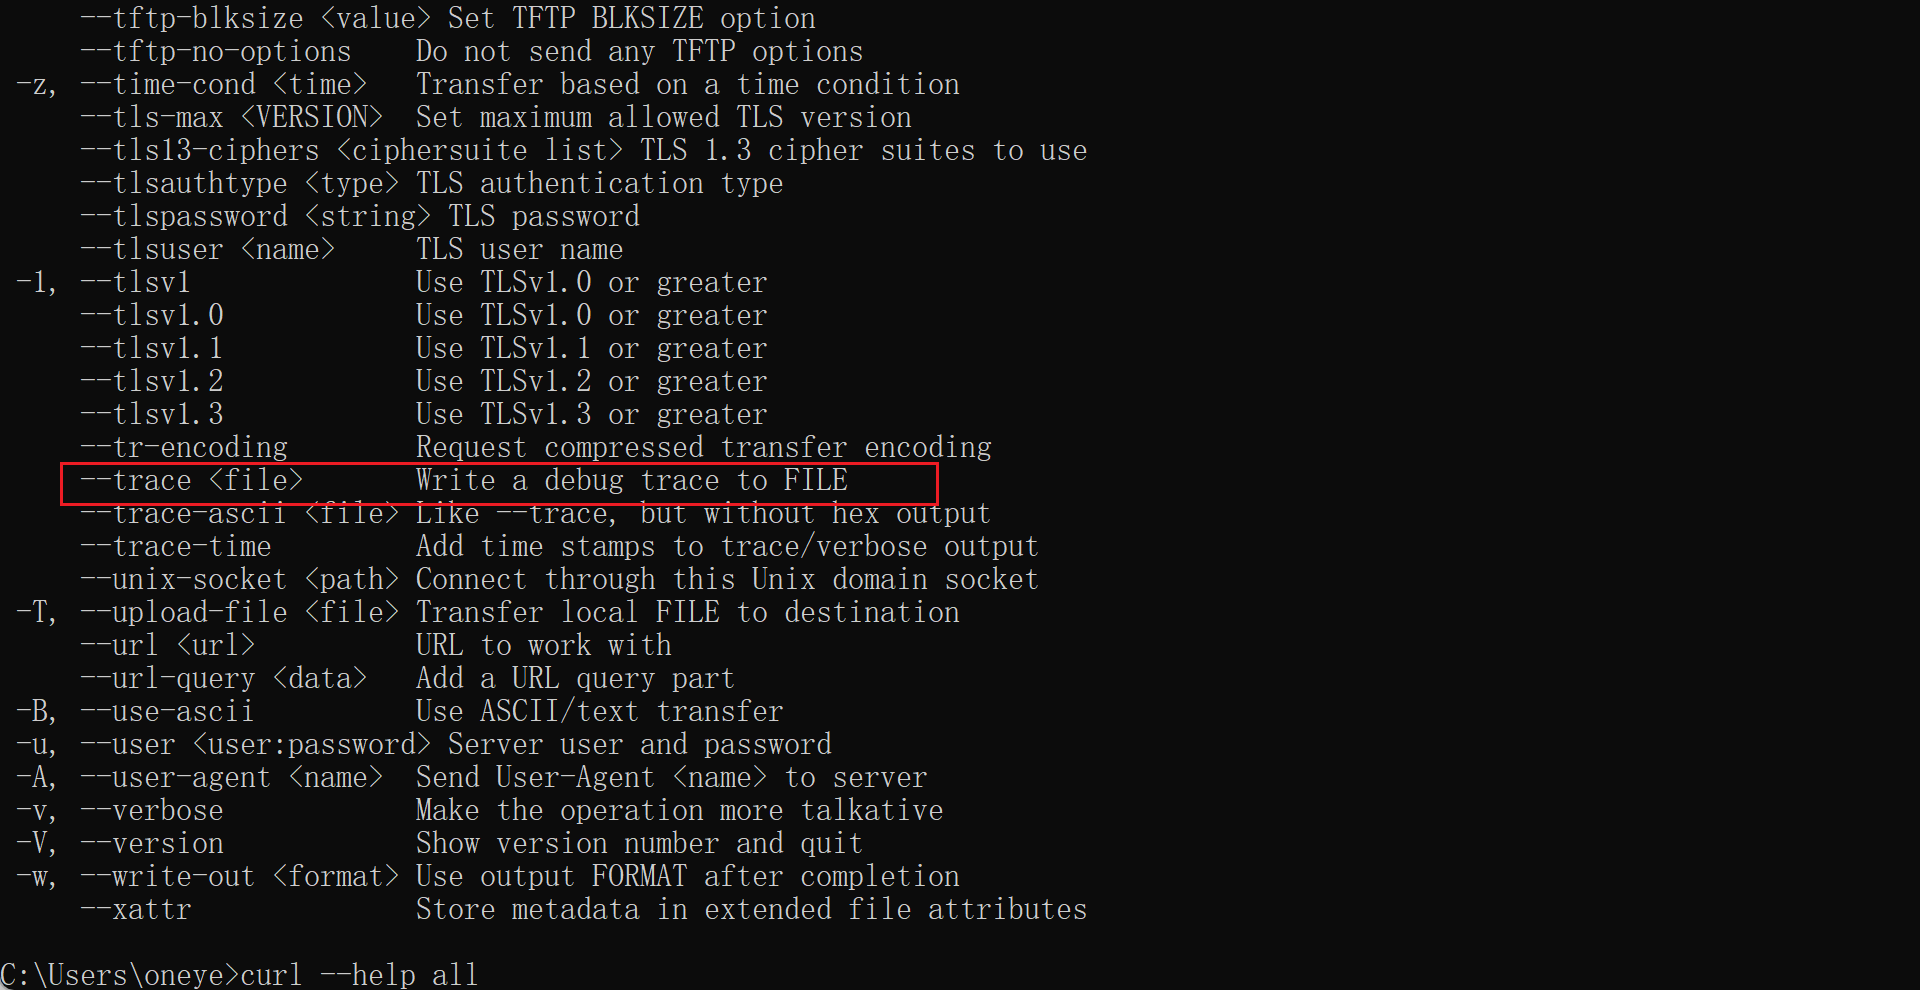 --tftp-blksize <value> Set TFTP BLKSIZE option
--tftp-no-options Do not send any TFTP options
-z, --time-cond <time> Transfer based on a time condition
--tls-max <VERSION> Set maximum allowed TLS version
--tls13-ciphers <ciphersuite list> TLS 1.3 cipher suites to use
--tlsauthtype <type> TLS authentication type
--tlspassword <string> TLS password
--tlsuser <name> TLS user name
-1, --tlsv1 Use TLSv1.0 or greater
--tlsv1.0 Use TLSv1.0 or greater
--tlsv1.1 Use TLSv1.1 or greater
--tlsv1.2 Use TLSv1.2 or greater
--tlsv1.3 Use TLSv1.3 or greater
--tr-encoding Request compressed transfer encoding
--trace <file> Write a debug trace to FILE
--trace-ascii <file> Like --trace, but without hex output
--trace-time Add time stamps to trace/verbose output
--unix-socket <path> Connect through this Unix domain socket
-T, --upload-file <file> Transfer local FILE to destination
--url <url> URL to work with
--url-query <data> Add a URL query part
-B, --use-ascii Use ASCII/text transfer
-u, --user <user:password> Server user and password
-A, --user-agent <name> Send User-Agent <name> to server
-v, --verbose Make the operation more talkative
-V, --version Show version number and quit
-w, --write-out <format> Use output FORMAT after completion
--xattr Store metadata in extended file attributes
C:\Users\oneye>curl --help all